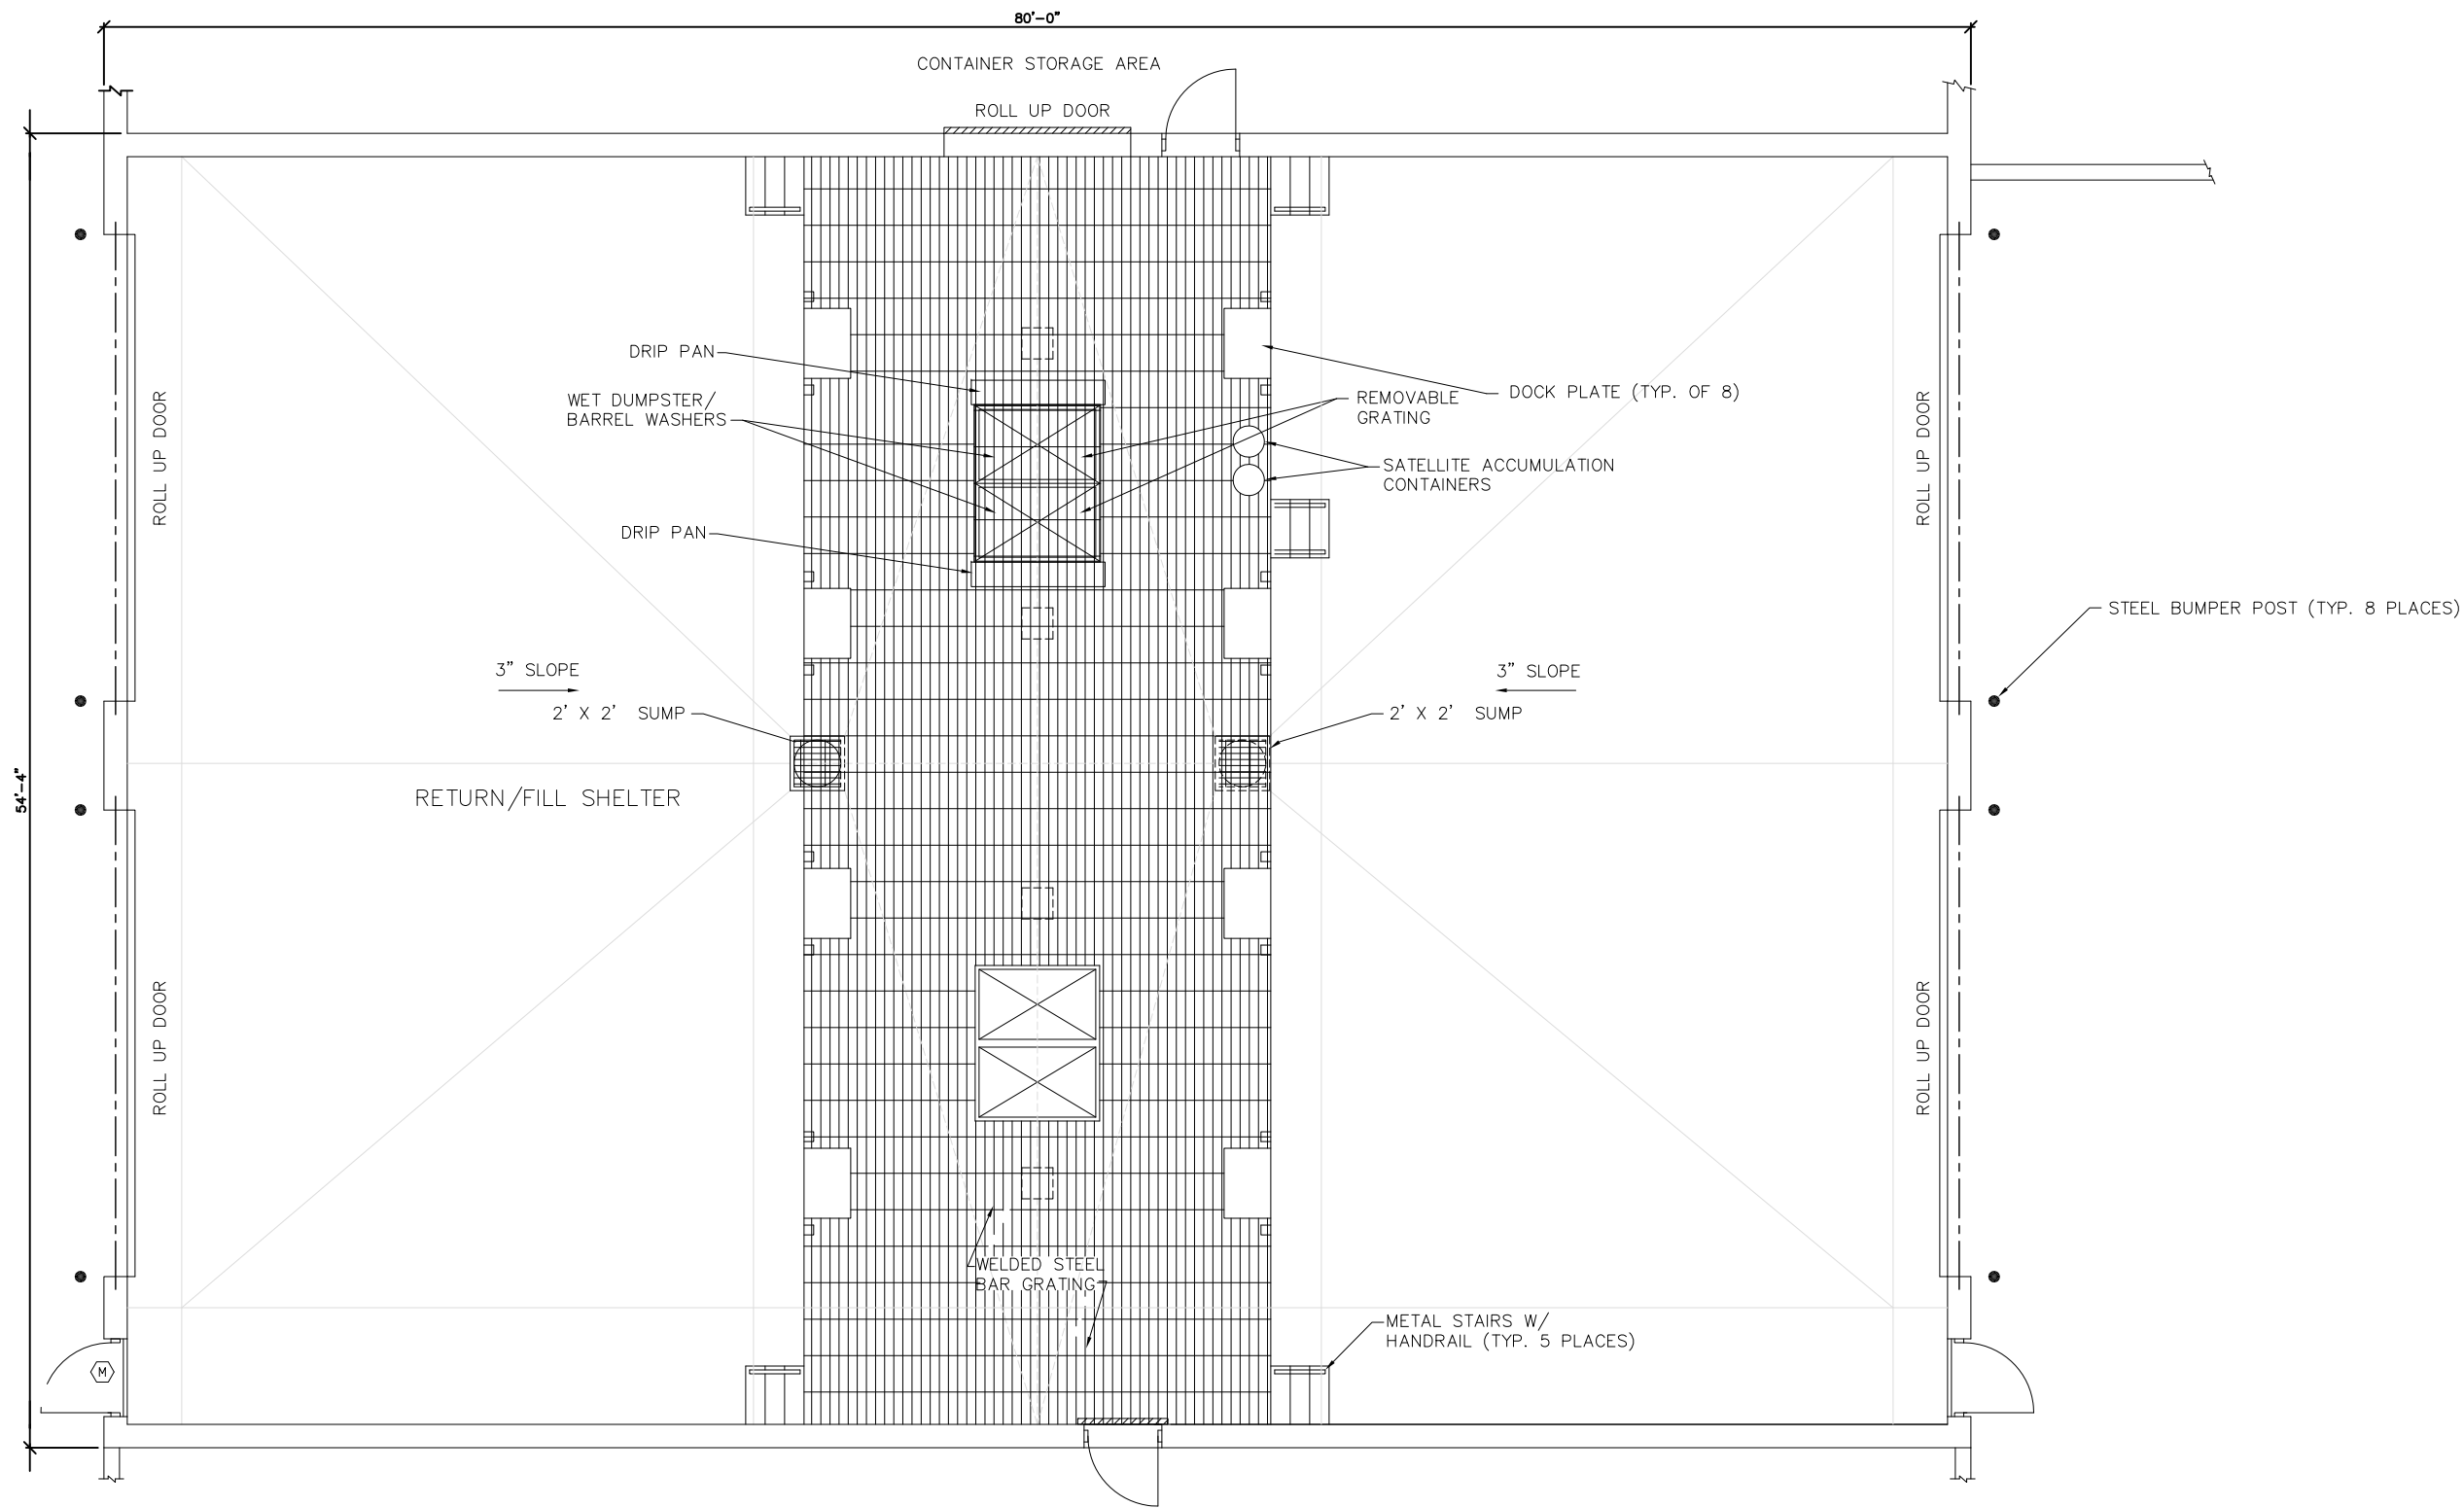 80'-0"
CONTAINER STORAGE AREA
ROLL UP DOOR
DRIP PAN
WET DUMPSTER/
BARREL WASHERS
REMOVABLE
GRATING
DOCK PLATE (TYP. OF 8)
SATELLITE ACCUMULATION
CONTAINERS
ROLL UP DOOR
ROLL UP DOOR
DRIP PAN
STEEL BUMPER POST (TYP. 8 PLACES)
3" SLOPE
3" SLOPE
2' X 2' SUMP
2' X 2' SUMP
54'-4"
RETURN/FILL SHELTER
ROLL UP DOOR
ROLL UP DOOR
WELDED STEEL
BAR GRATING
METAL STAIRS W/
HANDRAIL (TYP. 5 PLACES)
M